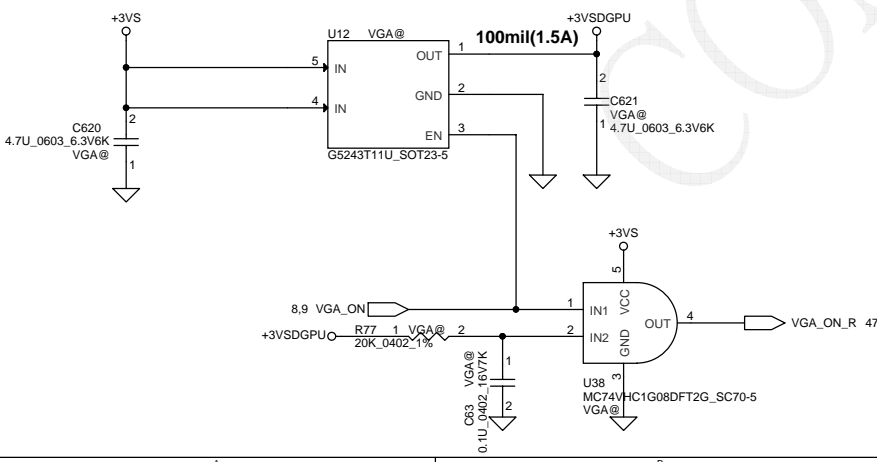 +3VS
+3VSDGPU
U12 VGA@
100mil(1.5A)
5 IN
OUT 1
4 IN
GND 2
EN 3
G5243T11U_SOT23-5
2
C620
4.7U_0603_6.3V6K
VGA@
1
2
C621
VGA@
1
4.7U_0603_6.3V6K
+3VS
5
VCC
8,9 VGA_ON
1 IN1
+3VSDGPU
R77 1 VGA@ 2
20K_0402_1%
2 IN2
OUT 4
VGA_ON_R 47
GND
3
U38
MC74VHC1G08DFT2G_SC70-5
VGA@
1
VGA@
C63
0.1U_0402_16V7K
2
CO